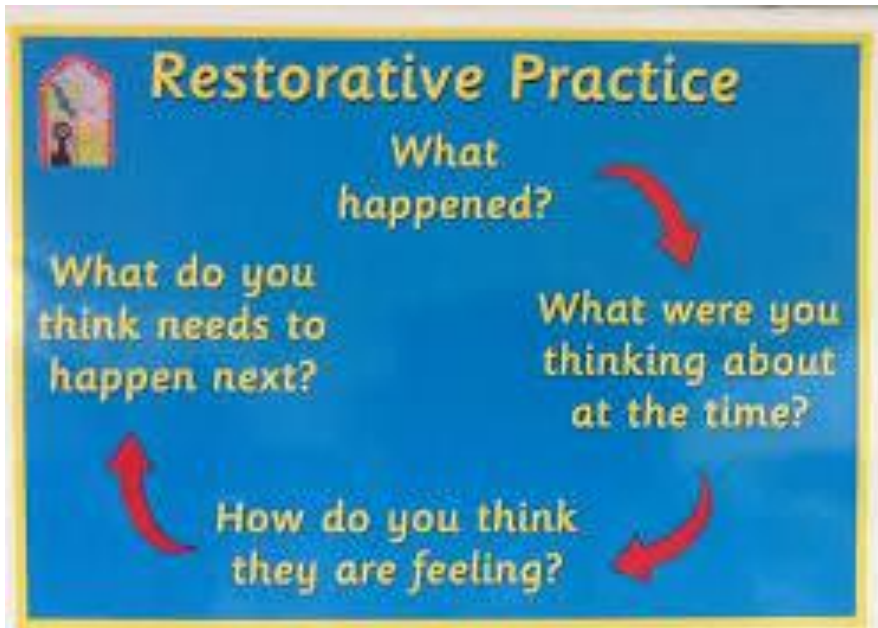 Restorative Practice
What
happened?
What were you
thinking about
at the time?
How do you think
they are feeling?
What do you
think needs to
happen next?